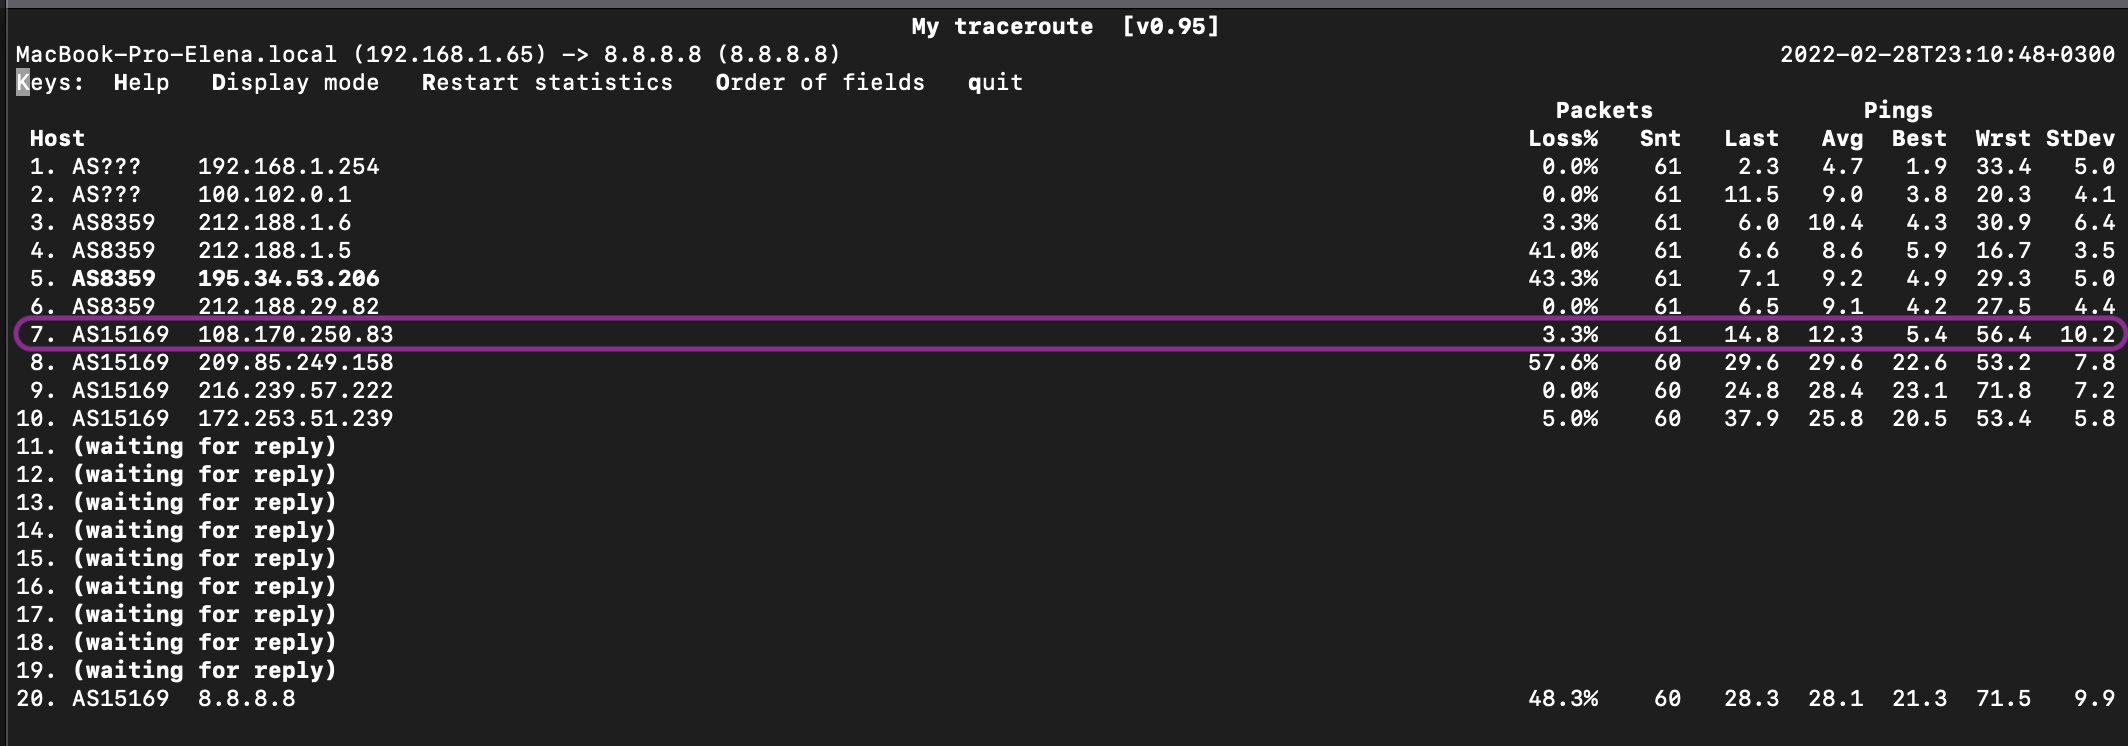 My traceroute  [v0.95]
MacBook-Pro-Elena.local (192.168.1.65) -> 8.8.8.8 (8.8.8.8)   2022-02-28T23:10:48+0300
Keys:  Help   Display mode   Restart statistics   Order of fields   quit
Packets   Pings
Host   Loss%   Snt   Last   Avg   Best   Wrst   StDev
1. AS???   192.168.1.254   0.0%   61   2.3   4.7   1.9   33.4   5.0
2. AS???   100.102.0.1   0.0%   61   11.5   9.0   3.8   20.3   4.1
3. AS8359   212.188.1.6   3.3%   61   6.0   10.4   4.3   30.9   6.4
4. AS8359   212.188.1.5   41.0%   61   6.6   8.6   5.9   16.7   3.5
5. AS8359   195.34.53.206   43.3%   61   7.1   9.2   4.9   29.3   5.0
6. AS8359   212.188.29.82   0.0%   61   6.5   9.1   4.2   27.5   4.4
7. AS15169   108.170.250.83   3.3%   61   14.8   12.3   5.4   56.4   10.2
8. AS15169   209.85.249.158   57.6%   60   29.6   29.6   22.6   53.2   7.8
9. AS15169   216.239.57.222   0.0%   60   24.8   28.4   23.1   71.8   7.2
10. AS15169   172.253.51.239   5.0%   60   37.9   25.8   20.5   53.4   5.8
11. (waiting for reply)
12. (waiting for reply)
13. (waiting for reply)
14. (waiting for reply)
15. (waiting for reply)
16. (waiting for reply)
17. (waiting for reply)
18. (waiting for reply)
19. (waiting for reply)
20. AS15169   8.8.8.8   48.3%   60   28.3   28.1   21.3   71.5   9.9